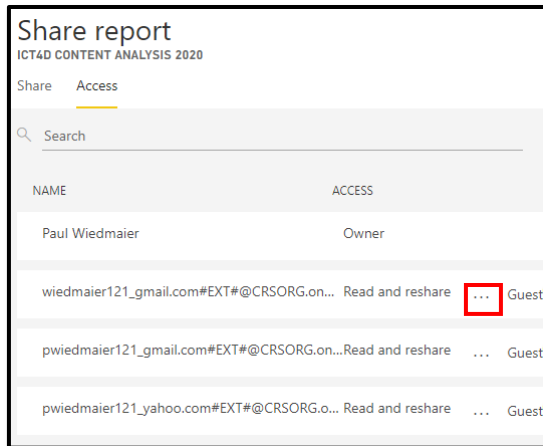 Share report
ICT4D CONTENT ANALYSIS 2020
Share Access
Search
NAME ACCESS
Paul Wiedmaier Owner
wiedmaier121_gmail.com#EXT#@CRSORG.on... Read and reshare ... Guest
pwiedmaier121_gmail.com#EXT#@CRSORG.on... Read and reshare ... Guest
pwiedmaier121_yahoo.com#EXT#@CRSORG.o... Read and reshare ... Guest